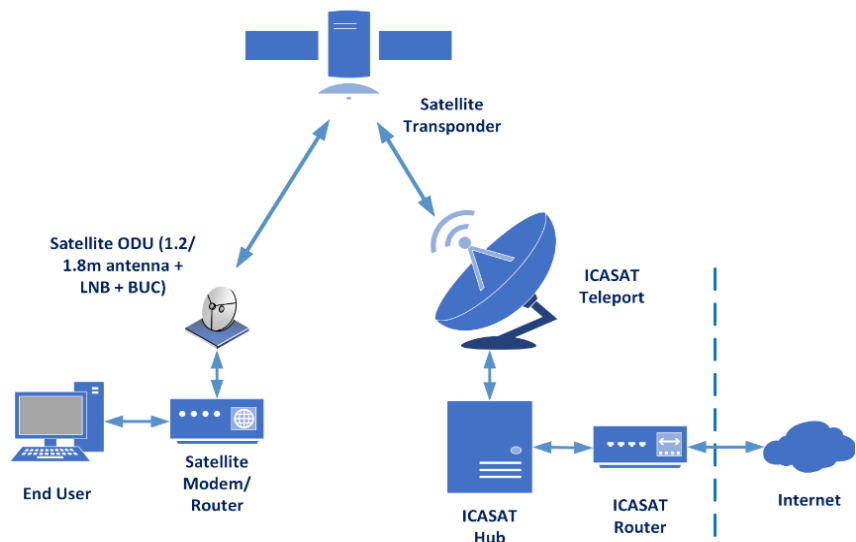 Satellite
Transponder
Satellite ODU (1.2/
1.8m antenna +
LNB + BUC)
ICASAT
Teleport
End User
Satellite
Modem/
Router
ICASAT
Hub
ICASAT
Router
Internet